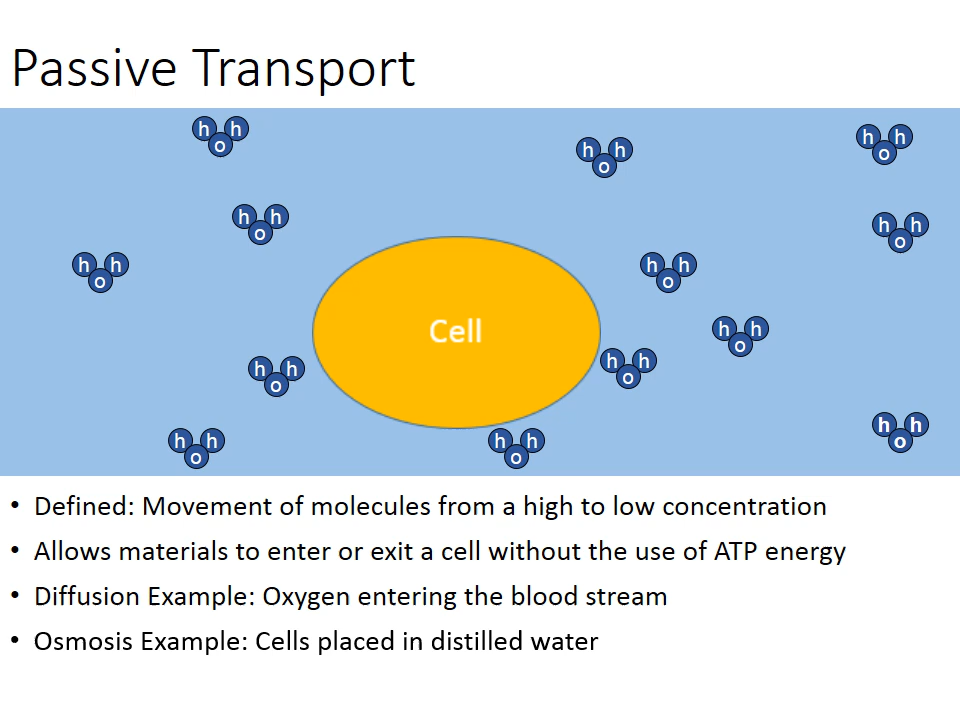 Passive Transport
h h
o
h h
o
h h
o
h h
o
h h
o
h h
o
h h
o
h h
o
Cell
h h
o
h h
o
h h
o
h h
o
h h
o
h h
o
• Defined: Movement of molecules from a high to low concentration
• Allows materials to enter or exit a cell without the use of ATP energy
• Diffusion Example: Oxygen entering the blood stream
• Osmosis Example: Cells placed in distilled water